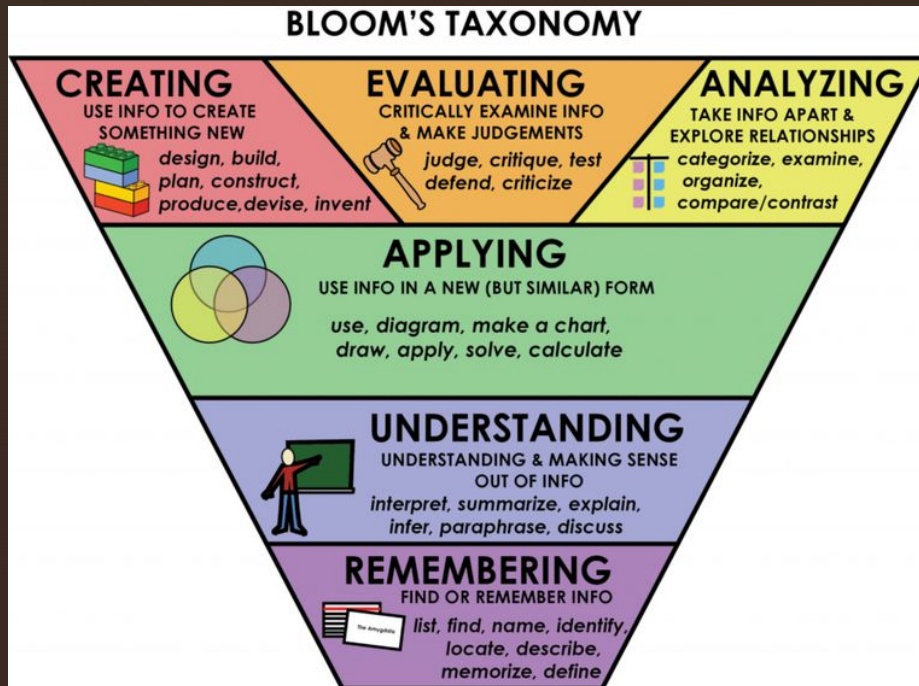 BLOOM'S TAXONOMY
CREATING
USE INFO TO CREATE
SOMETHING NEW
design, build,
plan, construct,
produce,devise, invent
EVALUATING
CRITICALLY EXAMINE INFO
& MAKE JUDGEMENTS
judge, critique, test
defend, criticize
ANALYZING
TAKE INFO APART &
EXPLORE RELATIONSHIPS
categorize, examine,
organize,
compare/contrast
APPLYING
USE INFO IN A NEW (BUT SIMILAR) FORM
use, diagram, make a chart,
draw, apply, solve, calculate
UNDERSTANDING
UNDERSTANDING & MAKING SENSE
OUT OF INFO
interpret, summarize, explain,
infer, paraphrase, discuss
REMEMBERING
FIND OR REMEMBER INFO
The Amygdala
list, find, name, identify,
locate, describe,
memorize, define